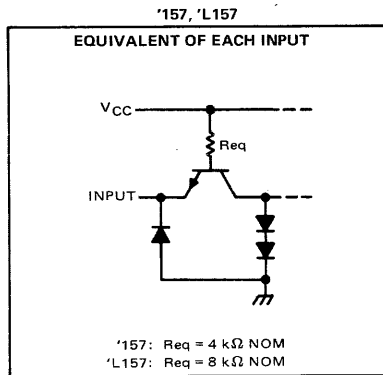 '157, 'L157
EQUIVALENT OF EACH INPUT
VCC
Req
INPUT
'157: Req = 4 kΩ NOM
'L157: Req = 8 kΩ NOM